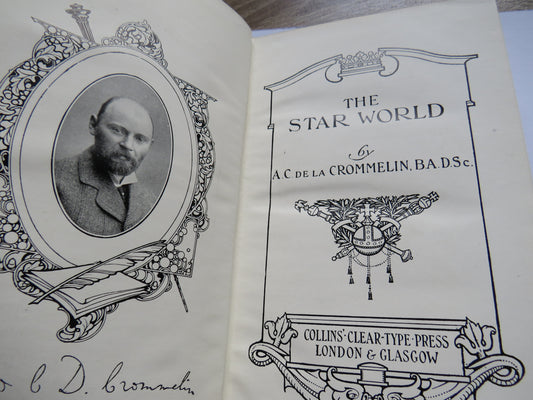 C D. Crommelin
THE
STAR WORLD
by
A.C. DE LA CROMMELIN, B.A. D.Sc.
COLLINS'·CLEAR-TYPE·PRESS
LONDON & GLASGOW